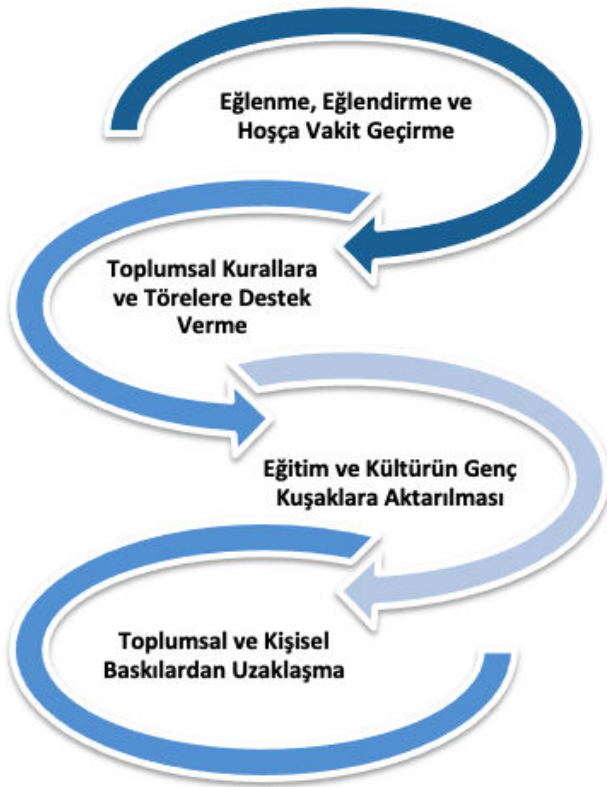 Eğlenme, Eğlendirme ve
Hoşça Vakit Geçirme
Toplumsal Kurallara
ve Törelere Destek
Verme
Eğitim ve Kültürün Genç
Kuşaklara Aktarılması
Toplumsal ve Kişisel
Baskılardan Uzaklaşma